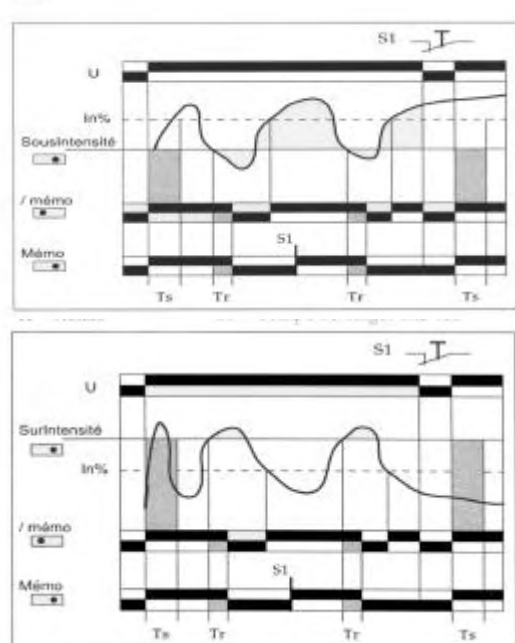 S1 T
U
In%
SousIntensité
/ mémo
Mémo
S1
Ts Tr Tr Ts
S1 T
U
SurIntensité
In%
/ mémo
Mémo
S1
Ts Tr Tr Ts